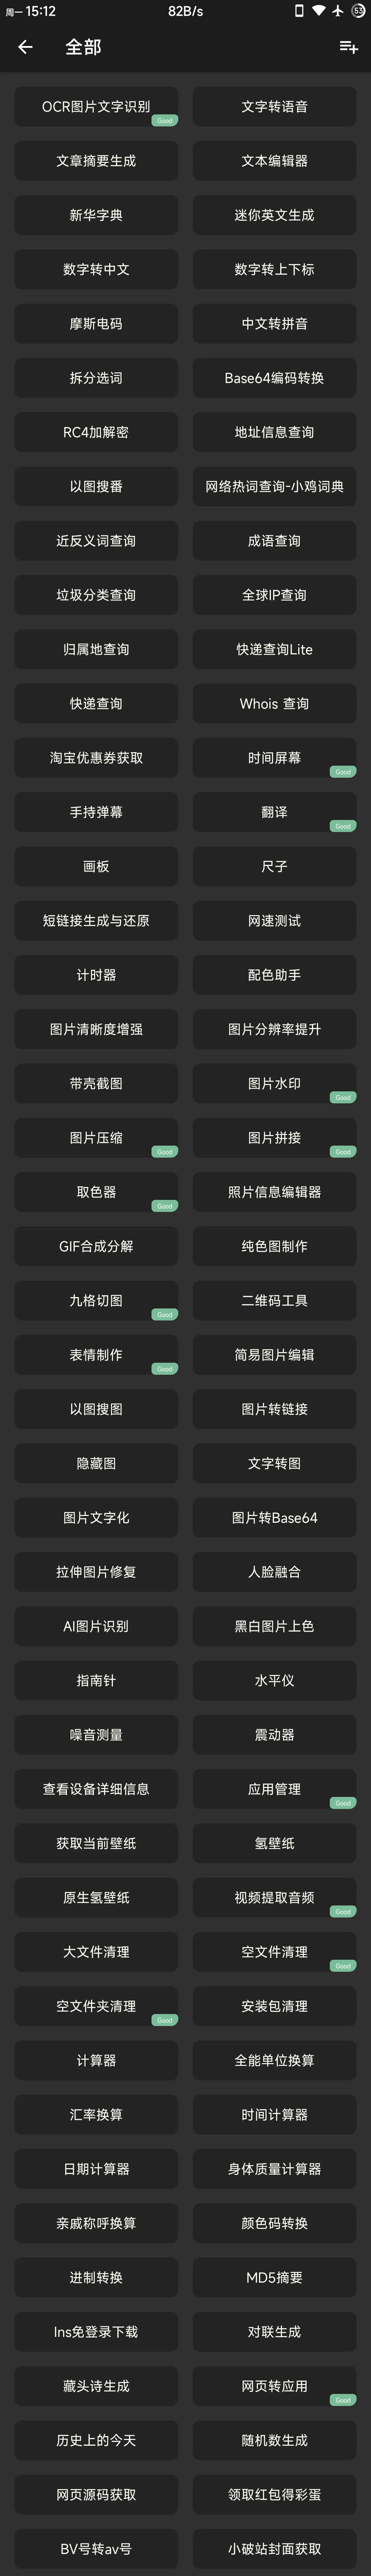 周一 15:12 82B/s 53
全部
OCR图片文字识别 文字转语音
Good
文章摘要生成 文本编辑器
新华字典 迷你英文生成
数字转中文 数字转上下标
摩斯电码 中文转拼音
拆分选词 Base64编码转换
RC4加解密 地址信息查询
以图搜番 网络热词查询-小鸡词典
近反义词查询 成语查询
垃圾分类查询 全球IP查询
归属地查询 快递查询Lite
快递查询 Whois 查询
淘宝优惠券获取 时间屏幕
Good
手持弹幕 翻译
Good
画板 尺子
短链接生成与还原 网速测试
计时器 配色助手
图片清晰度增强 图片分辨率提升
带壳截图 图片水印
Good
图片压缩 图片拼接
Good Good
取色器 照片信息编辑器
Good
GIF合成分解 纯色图制作
九格切图 二维码工具
Good
表情制作 简易图片编辑
Good
以图搜图 图片转链接
隐藏图 文字转图
图片文字化 图片转Base64
拉伸图片修复 人脸融合
AI图片识别 黑白图片上色
指南针 水平仪
噪音测量 震动器
查看设备详细信息 应用管理
Good
获取当前壁纸 氢壁纸
原生氢壁纸 视频提取音频
Good
大文件清理 空文件清理
Good
空文件夹清理 安装包清理
Good
计算器 全能单位换算
汇率换算 时间计算器
日期计算器 身体质量计算器
亲戚称呼换算 颜色码转换
进制转换 MD5摘要
Ins免登录下载 对联生成
藏头诗生成 网页转应用
Good
历史上的今天 随机数生成
网页源码获取 领取红包得彩蛋
BV号转av号 小破站封面获取